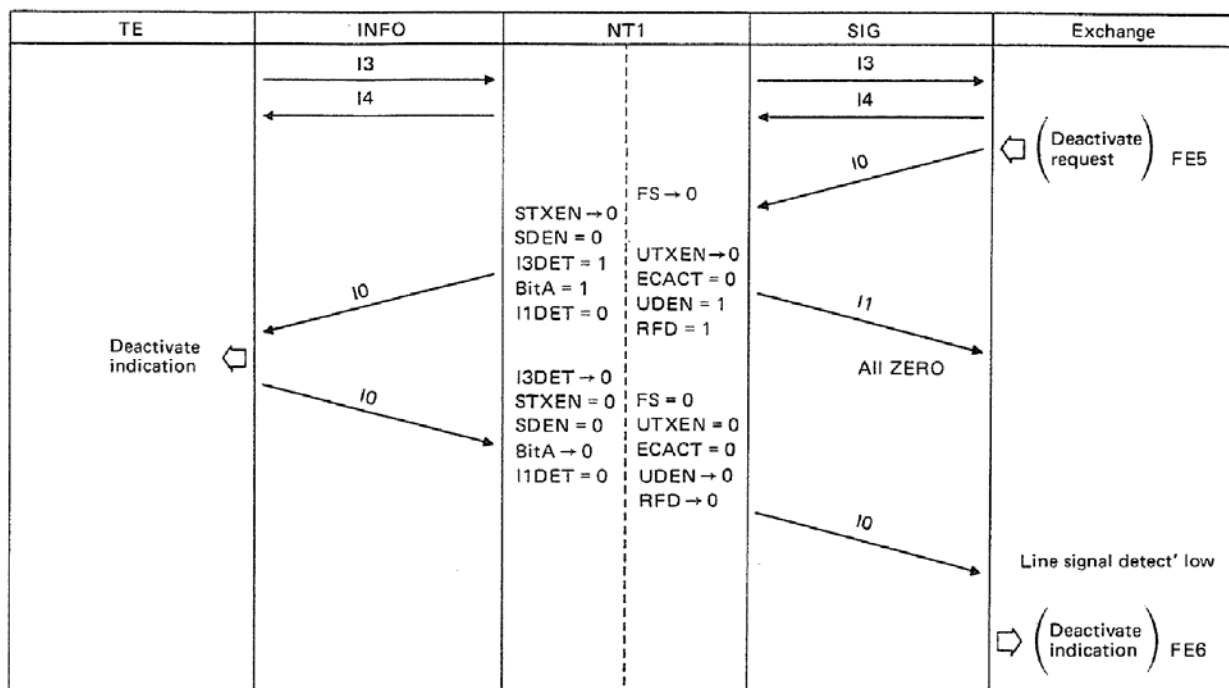 TE INFO NT1 SIG Exchange
I3 I3
I4 I4
(Deactivate request) FE5
I0
FS → 0
STXEN → 0
SDEN = 0
I3DET = 1
BitA = 1
I1DET = 0
UTXEN → 0
ECACT = 0
UDEN = 1
RFD = 1
I0
I1
All ZERO
Deactivate
indication
I0
I3DET → 0
STXEN = 0
SDEN = 0
BitA → 0
I1DET = 0
FS = 0
UTXEN = 0
ECACT = 0
UDEN → 0
RFD → 0
I0
Line signal detect' low
(Deactivate indication) FE6